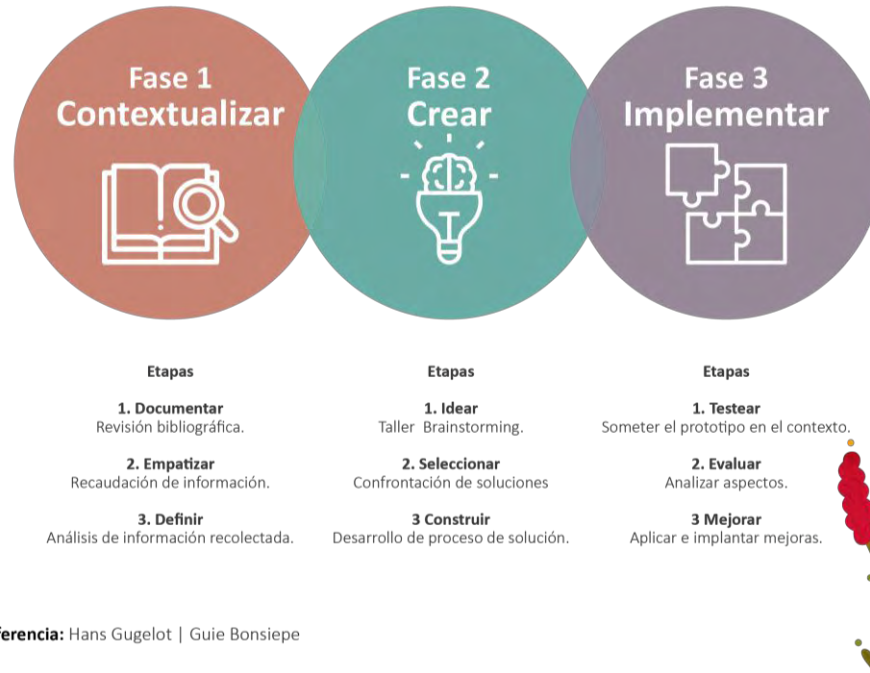 Fase 1
Contextualizar
Fase 2
Crear
Fase 3
Implementar
Etapas
1. Documentar
Revisión bibliográfica.
2. Empatizar
Recaudación de información.
3. Definir
Análisis de información recolectada.
Etapas
1. Idear
Taller Brainstorming.
2. Seleccionar
Confrontación de soluciones
3 Construir
Desarrollo de proceso de solución.
Etapas
1. Testear
Someter el prototipo en el contexto.
2. Evaluar
Analizar aspectos.
3 Mejorar
Aplicar e implantar mejoras.
ferencia: Hans Gugelot | Guie Bonsiepe